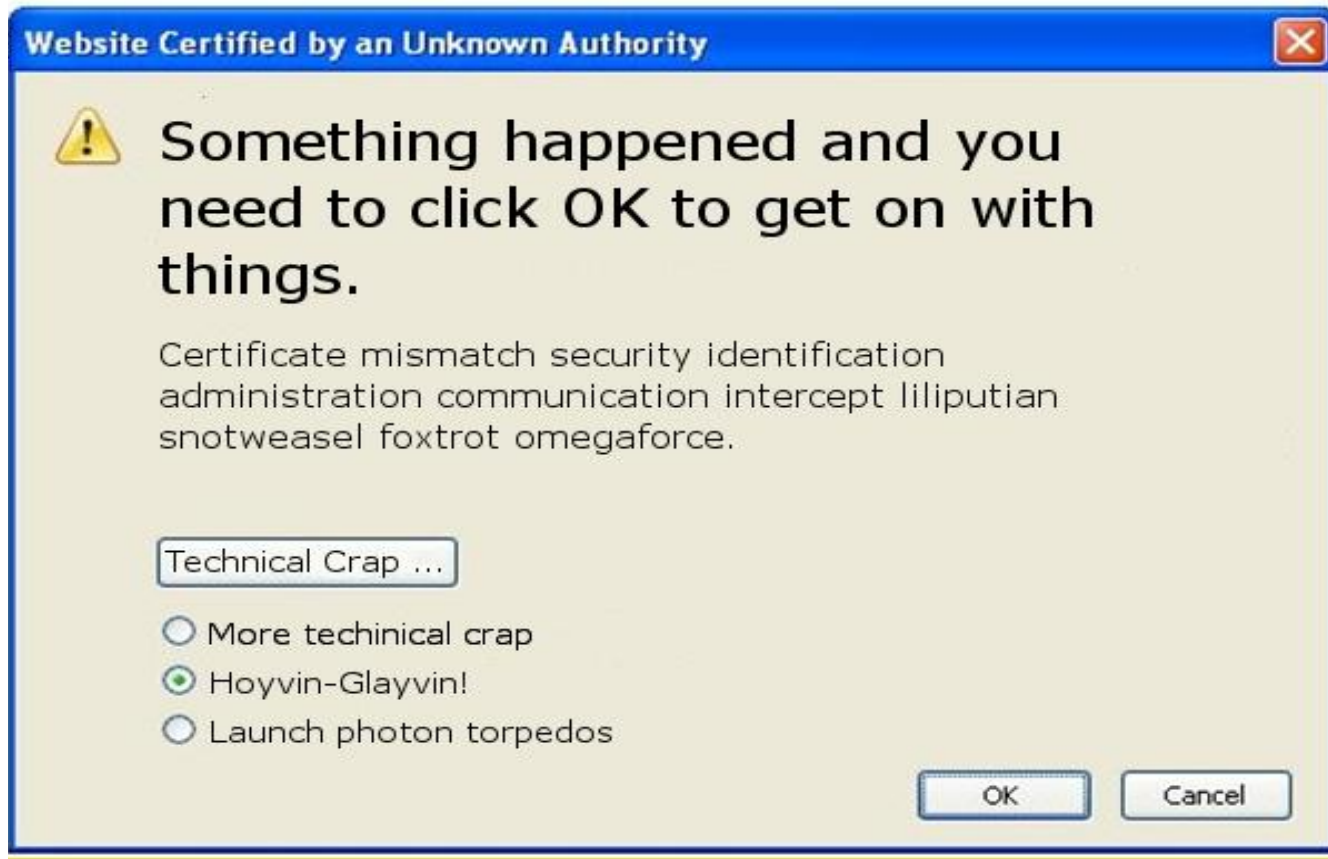 Website Certified by an Unknown Authority
Something happened and you
need to click OK to get on with
things.
Certificate mismatch security identification
administration communication intercept liliputian
snotweasel foxtrot omegaforce.
Technical Crap ...
More techinical crap
Hoyvin-Glayvin!
Launch photon torpedos
OK
Cancel